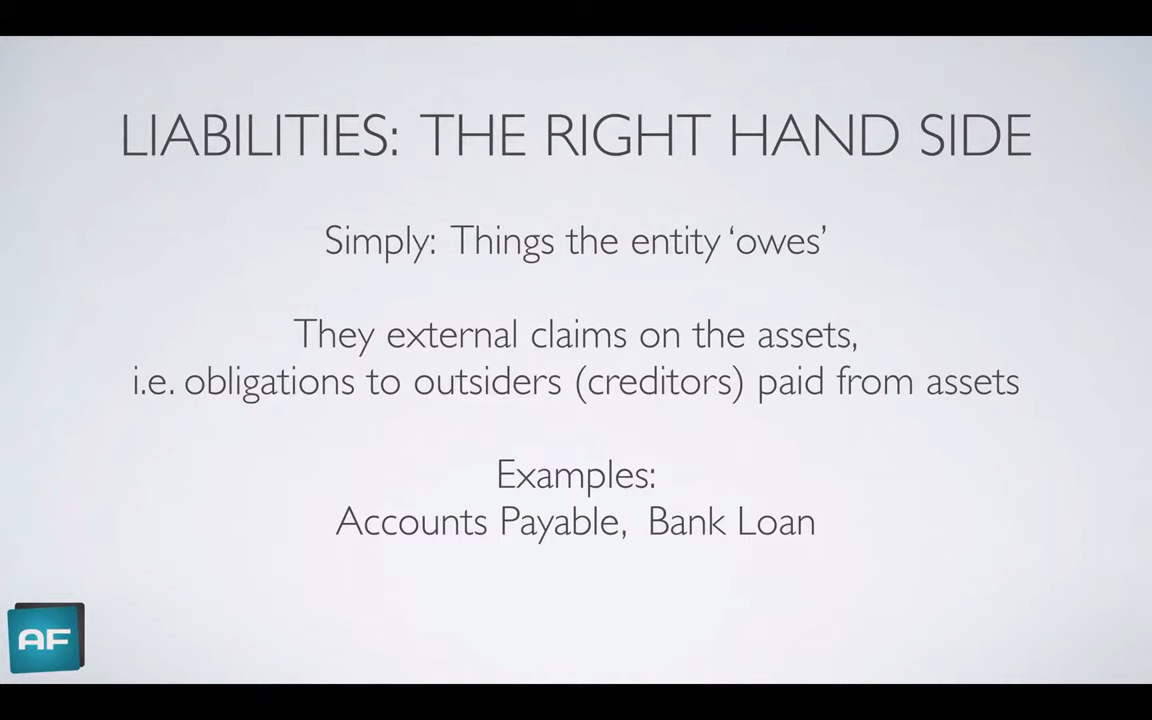 LIABILITIES: THE RIGHT HAND SIDE
Simply: Things the entity ‘owes’
They external claims on the assets,
i.e. obligations to outsiders (creditors) paid from assets
Examples:
Accounts Payable, Bank Loan
AF